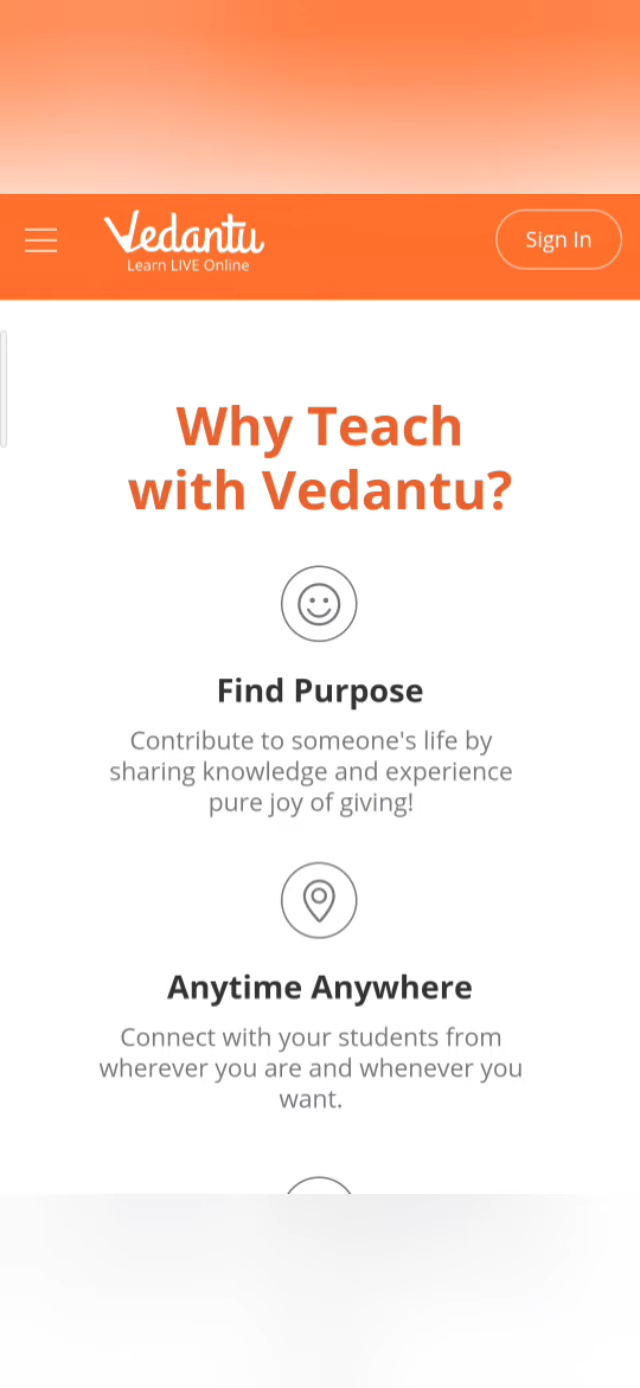 Vedantu
Learn LIVE Online
Sign In
Why Teach
with Vedantu?
Find Purpose
Contribute to someone's life by
sharing knowledge and experience
pure joy of giving!
Anytime Anywhere
Connect with your students from
wherever you are and whenever you
want.